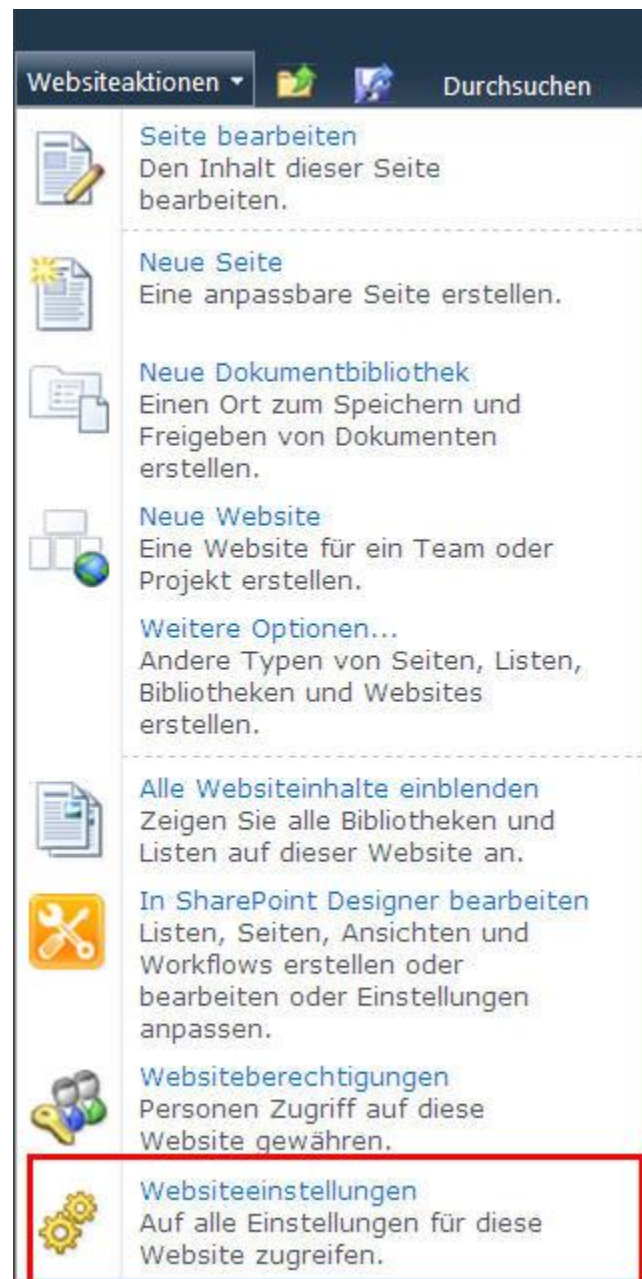 Websiteaktionen Durchsuchen
Seite bearbeiten
Den Inhalt dieser Seite
bearbeiten.
Neue Seite
Eine anpassbare Seite erstellen.
Neue Dokumentbibliothek
Einen Ort zum Speichern und
Freigeben von Dokumenten
erstellen.
Neue Website
Eine Website für ein Team oder
Projekt erstellen.
Weitere Optionen...
Andere Typen von Seiten, Listen,
Bibliotheken und Websites
erstellen.
Alle Websiteinhalte einblenden
Zeigen Sie alle Bibliotheken und
Listen auf dieser Website an.
In SharePoint Designer bearbeiten
Listen, Seiten, Ansichten und
Workflows erstellen oder
bearbeiten oder Einstellungen
anpassen.
Websiteberechtigungen
Personen Zugriff auf diese
Website gewähren.
Websiteeinstellungen
Auf alle Einstellungen für diese
Website zugreifen.